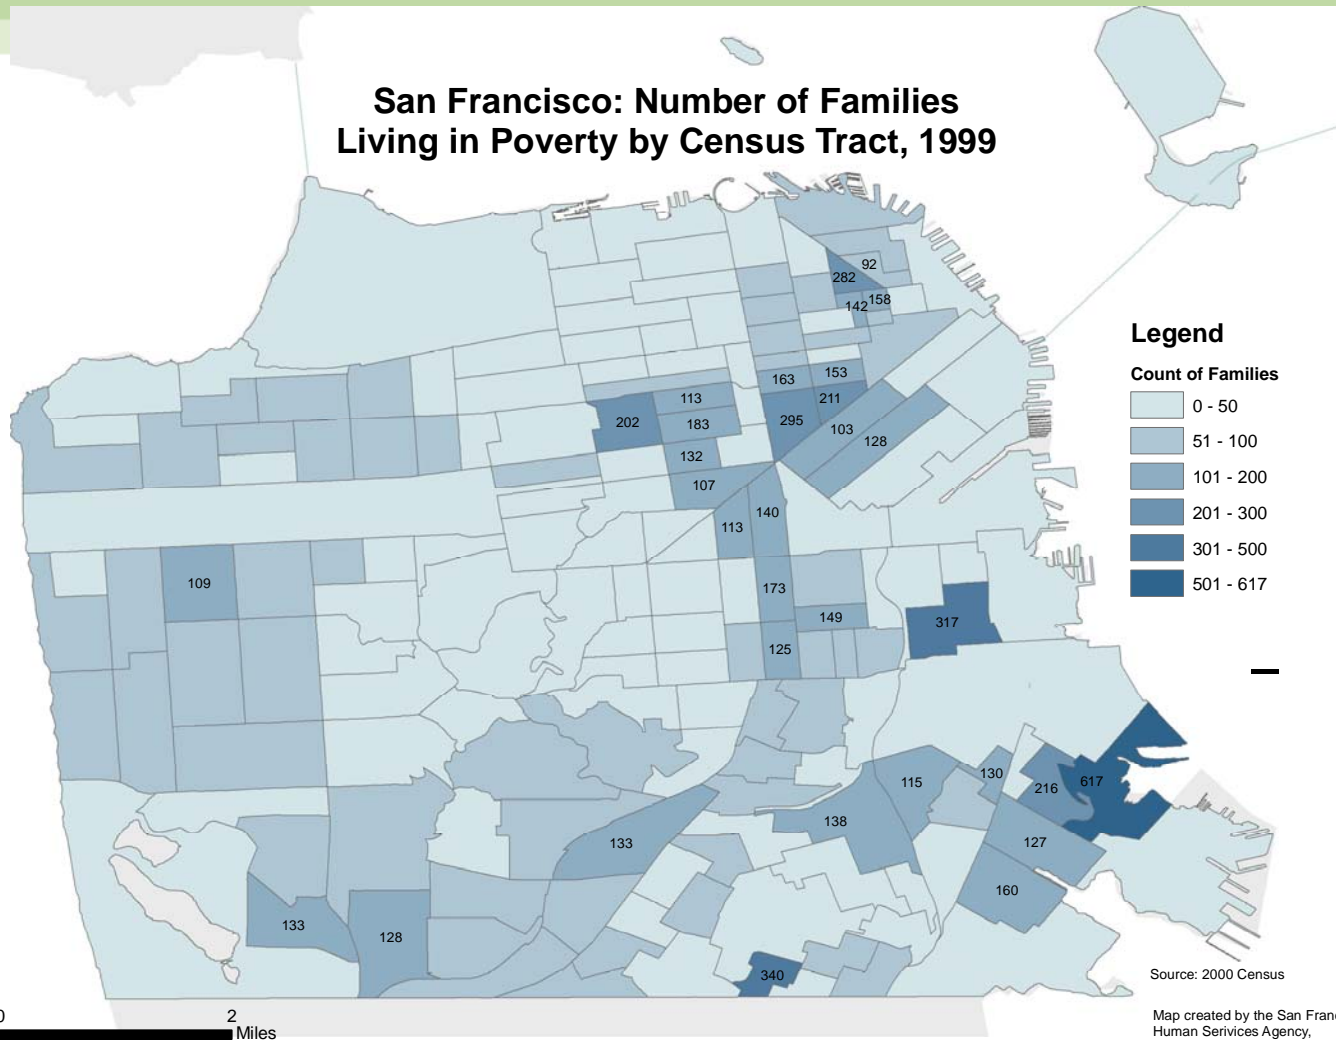 San Francisco: Number of Families
Living in Poverty by Census Tract, 1999
92
282
142
158
Legend
Count of Families
0 - 50
51 - 100
101 - 200
201 - 300
301 - 500
501 - 617
163
153
113
211
202
183
295
103
128
132
107
140
113
109
173
149
317
125
130
115
216
617
138
133
127
160
133
128
340
Source: 2000 Census
0
2
Miles
Map created by the San Fran
Human Serivices Agency,